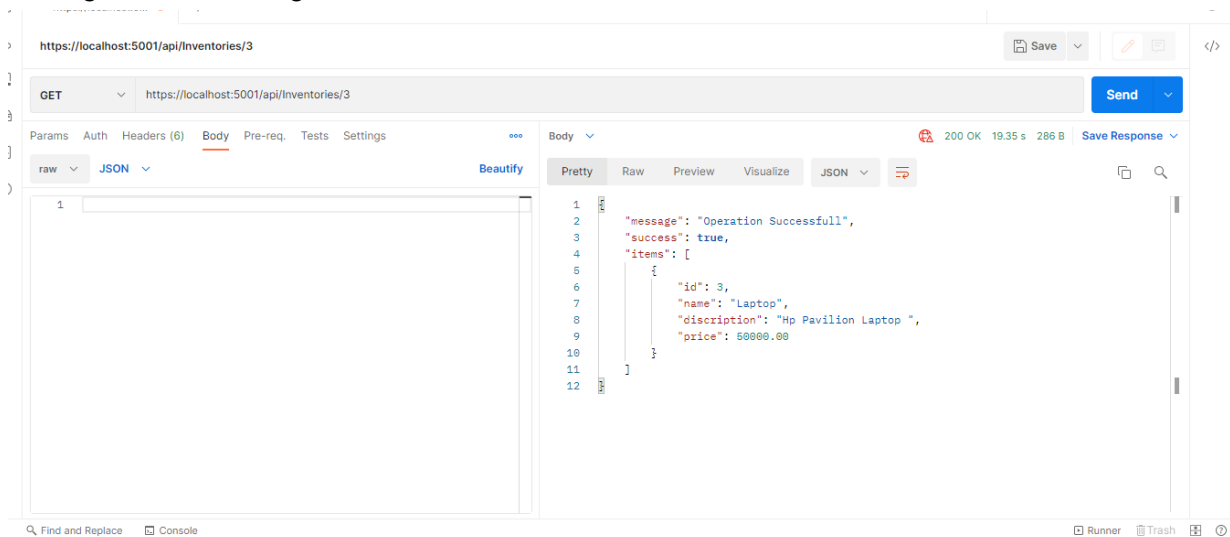 https://localhost:5001/api/Inventories/3
Save
</>
GET
https://localhost:5001/api/Inventories/3
Send
Params Auth Headers (6) Body Pre-req. Tests Settings
Body
200 OK 19.35 s 286 B Save Response
raw JSON
Beautify
Pretty Raw Preview Visualize JSON
1
1 {
2 "message": "Operation Successfull",
3 "success": true,
4 "items": [
5 {
6 "id": 3,
7 "name": "Laptop",
8 "discription": "Hp Pavilion Laptop ",
9 "price": 50000.00
10 }
11 ]
12 }
Find and Replace Console
Runner Trash